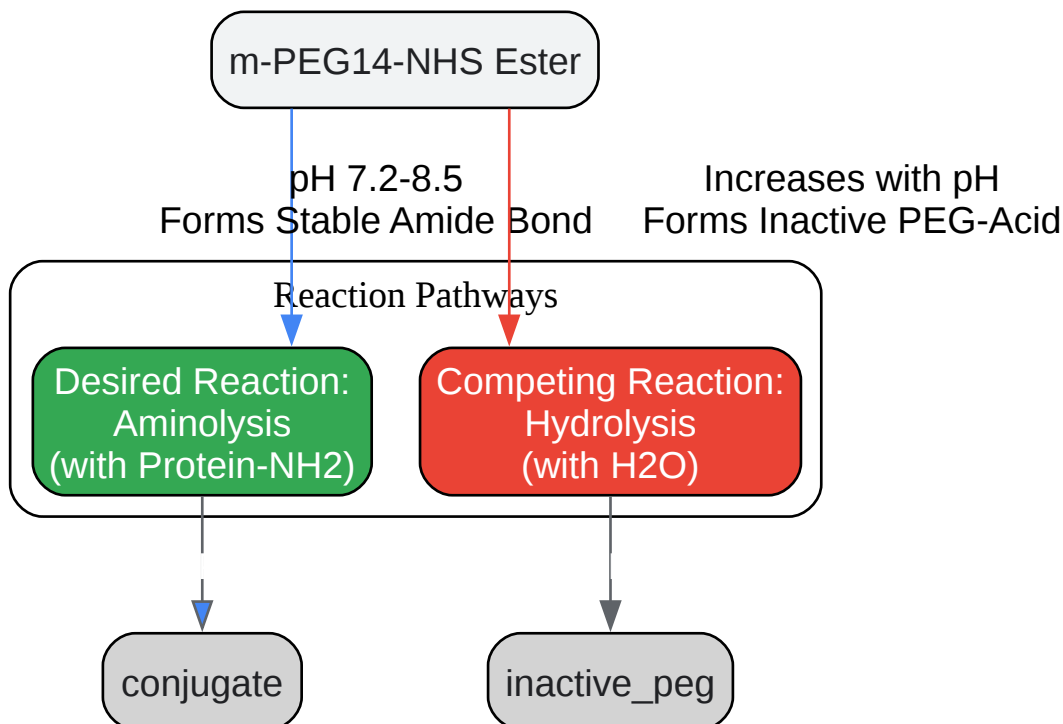 m-PEG14-NHS Ester
pH 7.2-8.5
Forms Stable Amide Bond
Increases with pH
Forms Inactive PEG-Acid
Reaction Pathways
Desired Reaction:
Aminolysis
(with Protein-NH2)
Competing Reaction:
Hydrolysis
(with H2O)
conjugate
inactive_peg